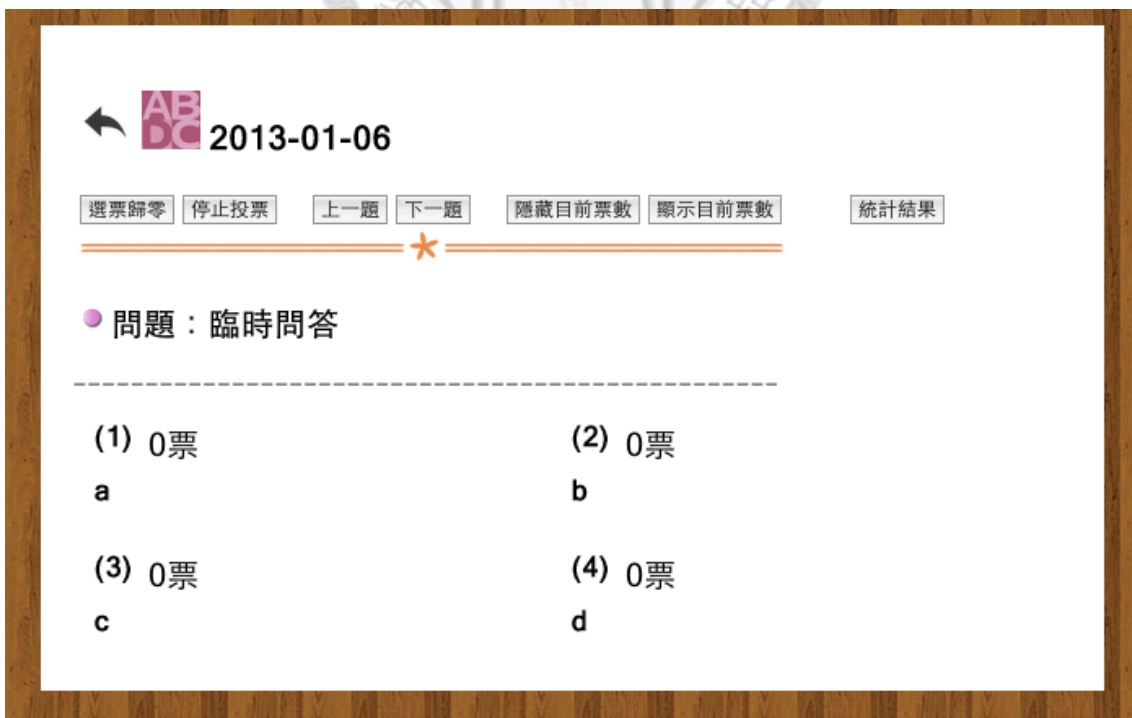 AB
DC 2013-01-06
選票歸零 停止投票 上一題 下一題 隱藏目前票數 顯示目前票數 統計結果
問題：臨時問答
(1) 0票 (2) 0票
a b
(3) 0票 (4) 0票
c d